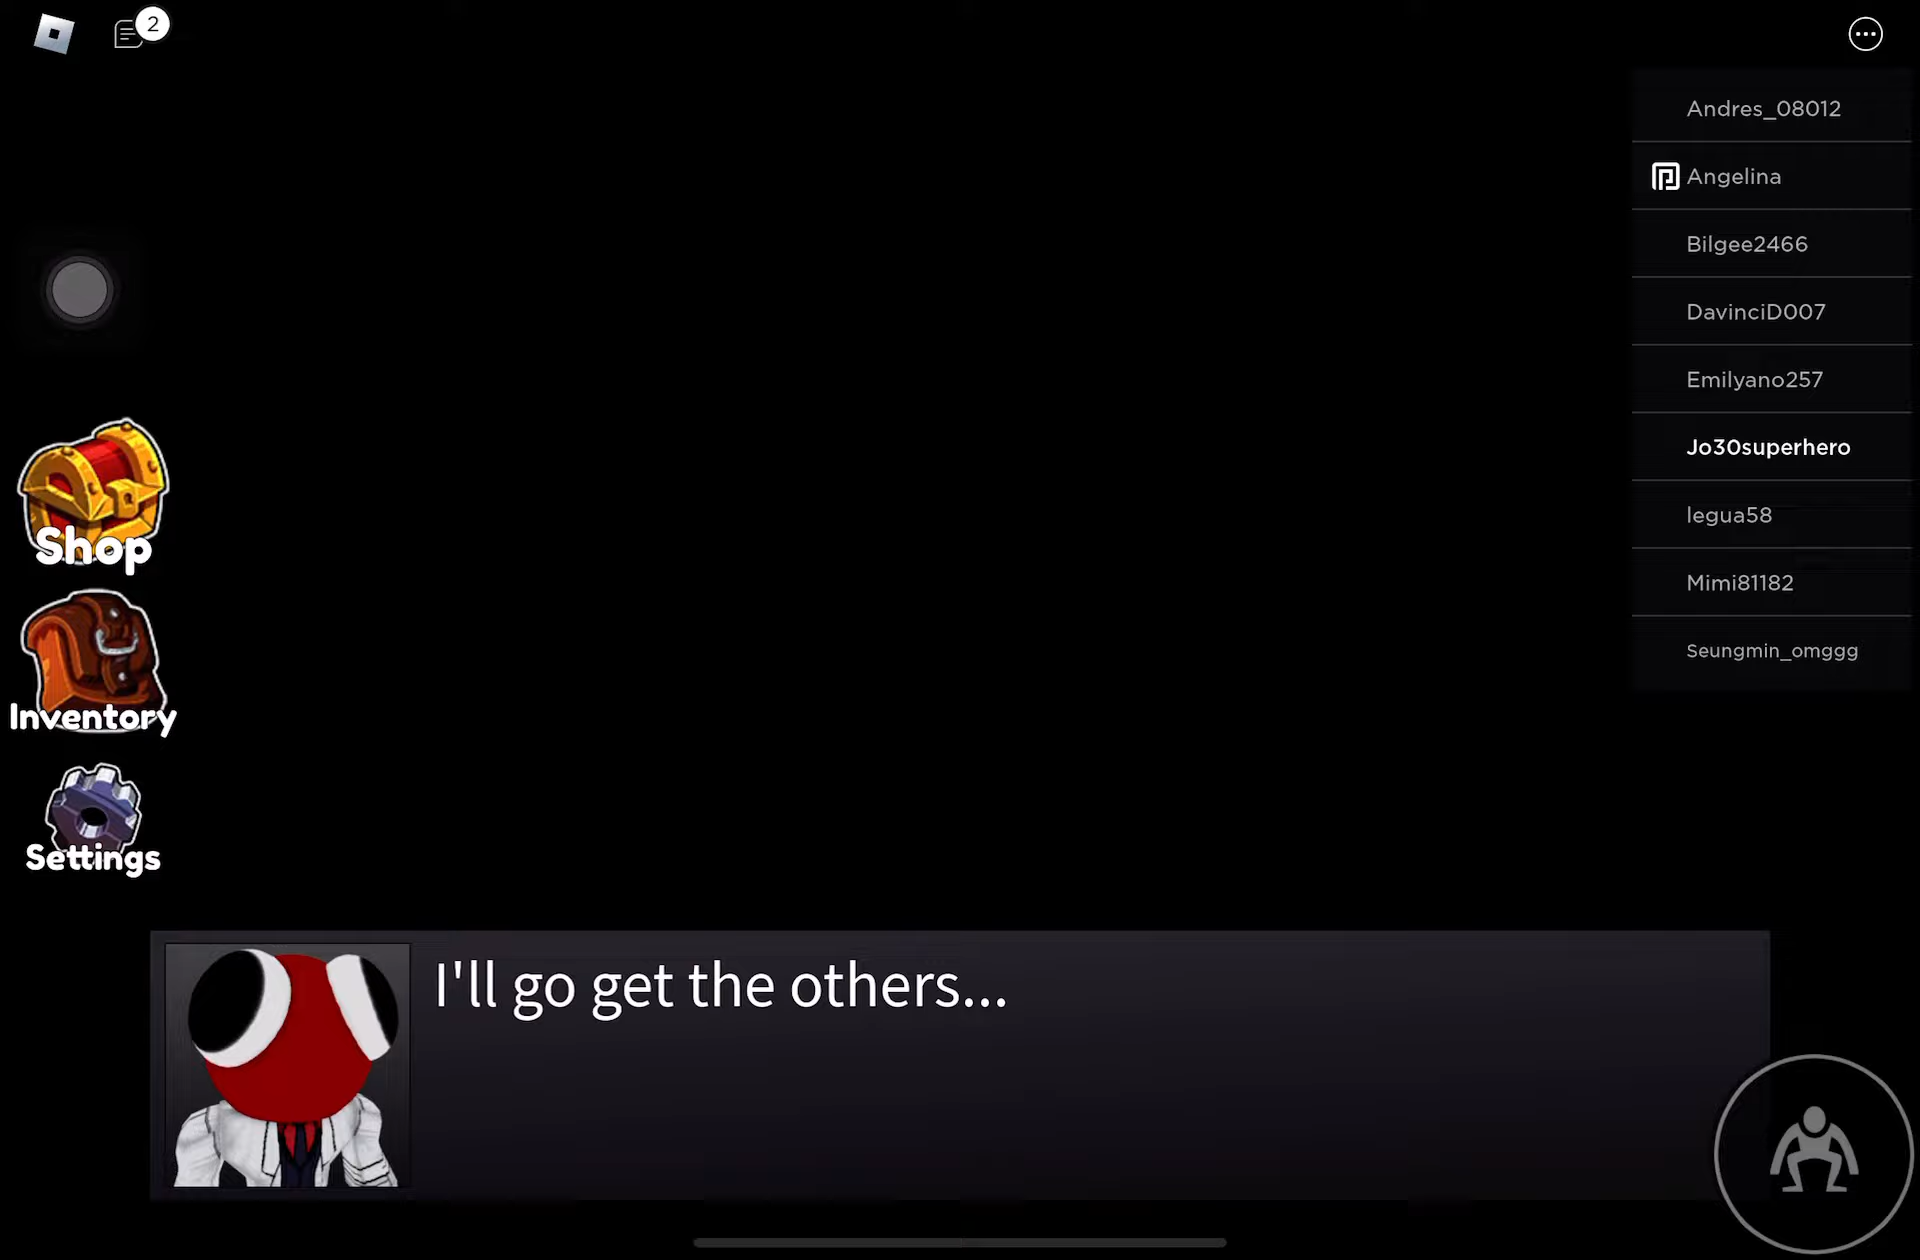 2
Andres_08012
Angelina
Bilgee2466
DavinciD007
Emilyano257
Jo30superhero
legua58
Mimi81182
Seungmin_omggg
Shop
Inventory
Settings
I'll go get the others...